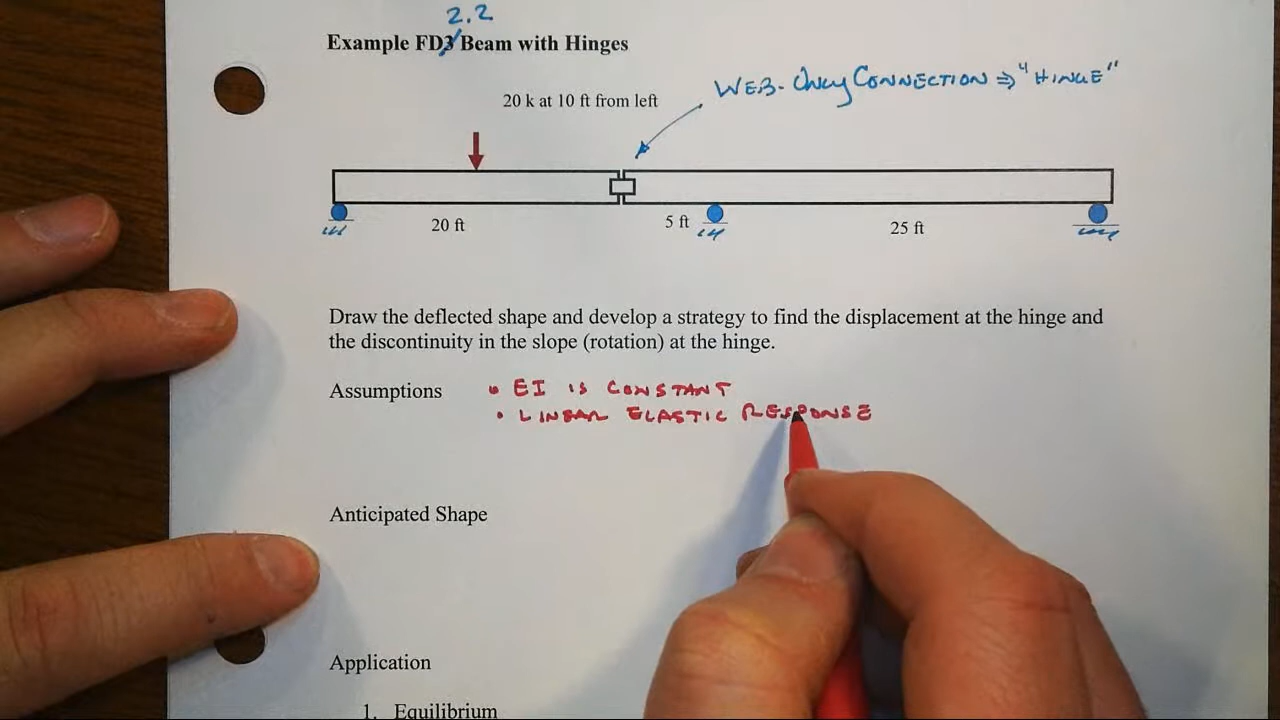 2.2
Example FD3 Beam with Hinges
WEB-Only CONNECTION ⇒ "HINGE"
20 k at 10 ft from left
20 ft
5 ft
25 ft
Draw the deflected shape and develop a strategy to find the displacement at the hinge and
the discontinuity in the slope (rotation) at the hinge.
Assumptions • EI IS CONSTANT
• LINEAR ELASTIC RESPONSE
Anticipated Shape
Application
1. Equilibrium